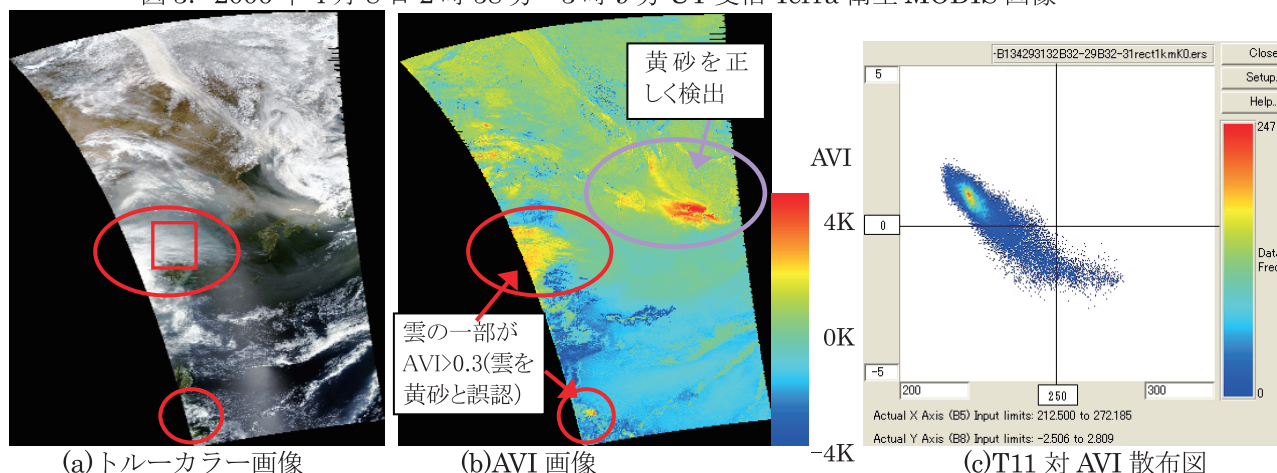 黄砂を正
しく検出
雲の一部が
AVI>0.3(雲を
黄砂と誤認)
AVI
4K
0K
-4K
-B134293132B32-29B32-31rect1kmK0.ers
Close
Setup..
Help..
5
0
-5
200
250
300
247
Data
Freq
0
Actual X Axis (B5) Input limits: 212.500 to 272.185
Actual Y Axis (B8) Input limits: -2.506 to 2.809
(a)トルーカラー画像
(b)AVI 画像
(c)T11 対 AVI 散布図